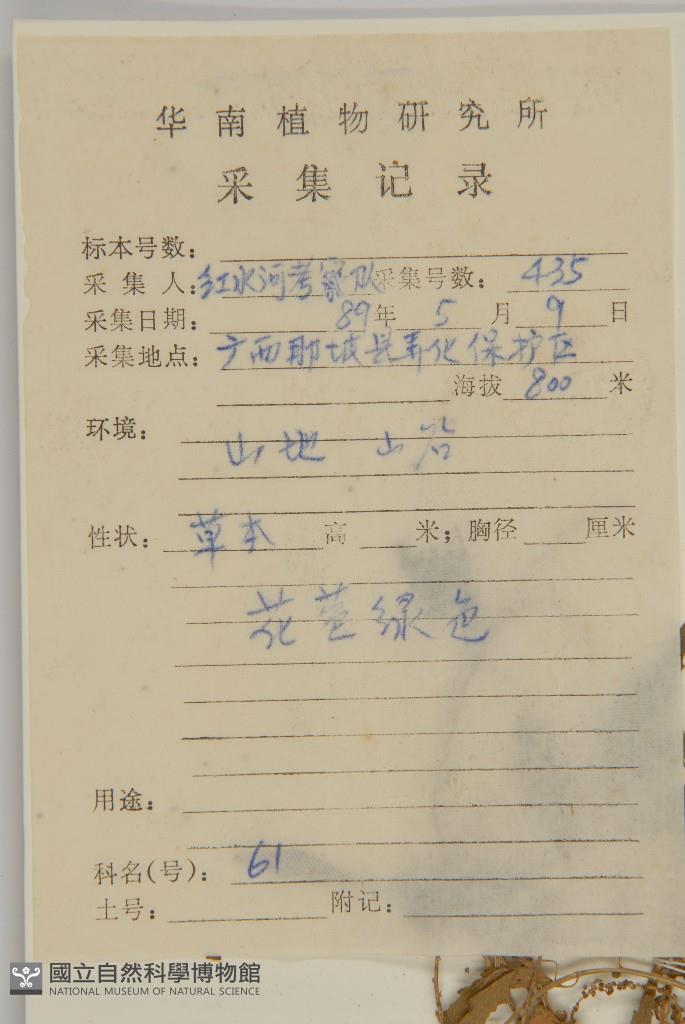 华南植物研究所
采集记录
标本号数:
采集人: 红水河考察队 采集号数: 435
采集日期: 89年 5 月 9 日
采集地点: 广西那城县弄化保护区
海拔 800 米
环境:
山地 山谷
性状: 草本 高 米; 胸径 厘米
花莖绿色
用途:
科名(号): 61
土号: 附记:
國立自然科學博物館
NATIONAL MUSEUM OF NATURAL SCIENCE